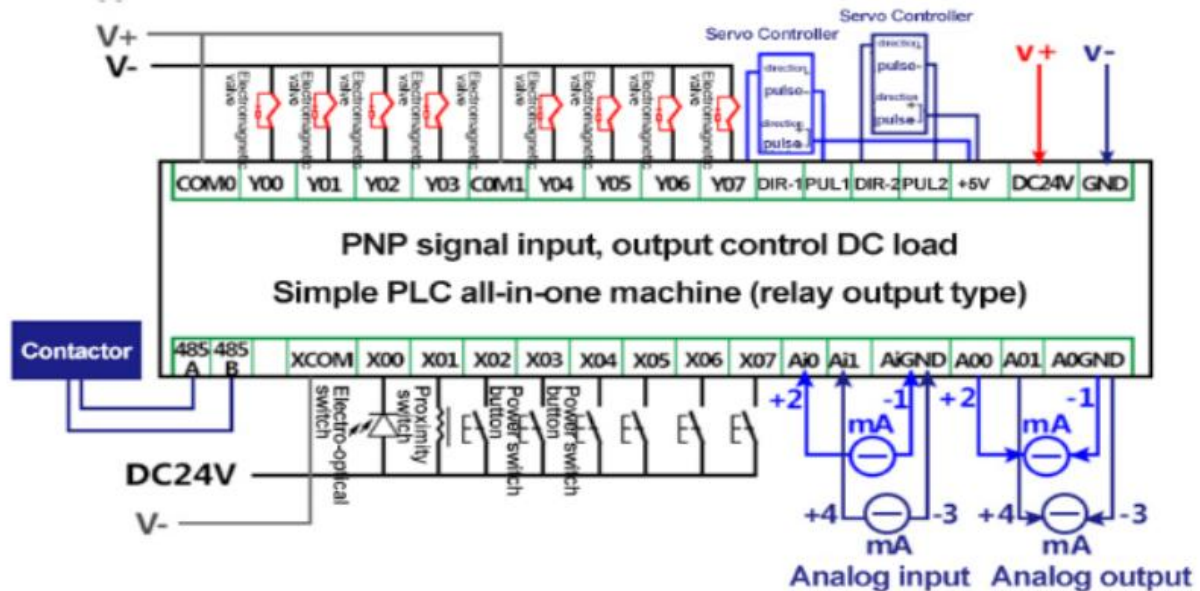 Servo Controller
Servo Controller
V+
V-
v+
v-
Electromagnetic valve
Electromagnetic valve
Electromagnetic valve
Electromagnetic valve
Electromagnetic valve
Electromagnetic valve
Electromagnetic valve
Electromagnetic valve
direction-
pulse-
direction
+
pulse
direction
pulse-
direction
+
pulse
COM0 Y00 Y01 Y02 Y03 C0M1 Y04 Y05 Y06 Y07 DIR-1 PUL1 DIR-2 PUL2 +5V DC24V GND
PNP signal input, output control DC load
Simple PLC all-in-one machine (relay output type)
Contactor
485 A 485 B XCOM X00 X01 X02 X03 X04 X05 X06 X07 Ai0 Ai1 AiGND A00 A01 A0GND
Electro-optical switch
Proximity switch
Power switch button
Power switch button
+2 -1 +2 -1
mA mA
DC24V
V-
+4 -3 +4 -3
mA mA
Analog input Analog output